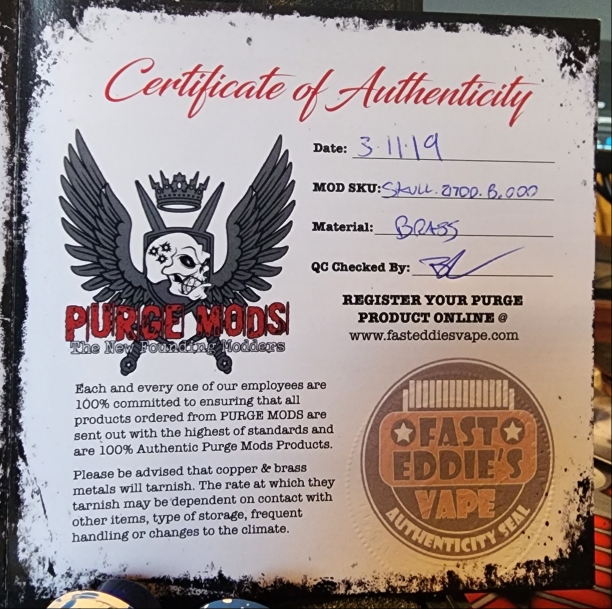 Certificate of Authenticity
Date: 3.11.19
MOD SKU: SKULL.21700.B.000
Material: BRASS
QC Checked By:
REGISTER YOUR PURGE
PRODUCT ONLINE @
www.fasteddiesvape.com
PURGE MODS
The New Founding Modders
Each and every one of our employees are
100% committed to ensuring that all
products ordered from PURGE MODS are
sent out with the highest of standards and
are 100% Authentic Purge Mods Products.
Please be advised that copper & brass
metals will tarnish. The rate at which they
tarnish may be dependent on contact with
other items, type of storage, frequent
handling or changes to the climate.
FAST
EDDIE'S
VAPE
AUTHENTICITY SEAL